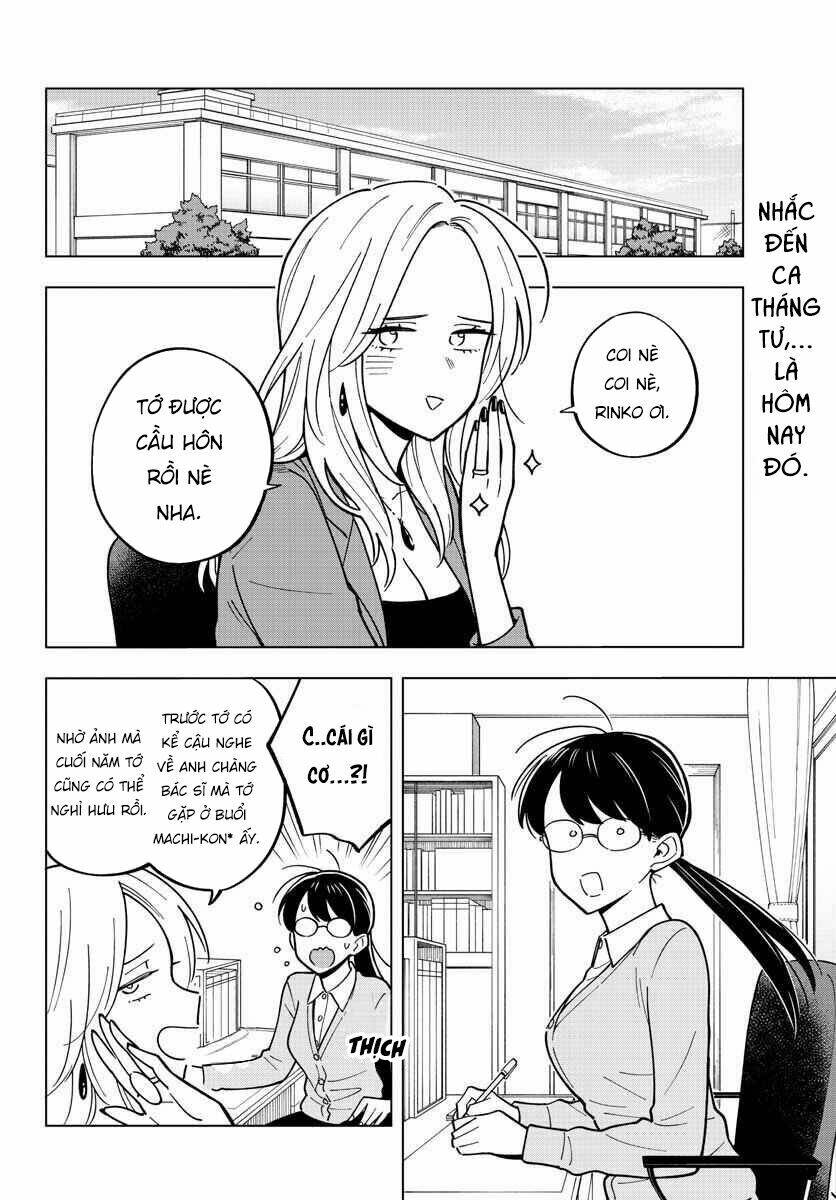 NHẮC
ĐẾN
CA
THÁNG
TƯ,...
LÀ
HÔM
NAY
ĐÓ.
COI NÈ
COI NÈ,
RINKO ƠI.
TỚ ĐƯỢC
CẦU HÔN
RỒI NÈ
NHA.
C..CÁI GÌ
CƠ...?!
TRƯỚC TỚ CÓ
KỂ CẬU NGHE
VỀ ANH CHÀNG
BÁC SĨ MÀ TỚ
GẶP Ở BUỔI
MACHI-KON* ẤY.
NHỜ ẢNH MÀ
CUỐI NĂM TỚ
CŨNG CÓ THỂ
NGHỈ HƯU RỒI.
THỊCH